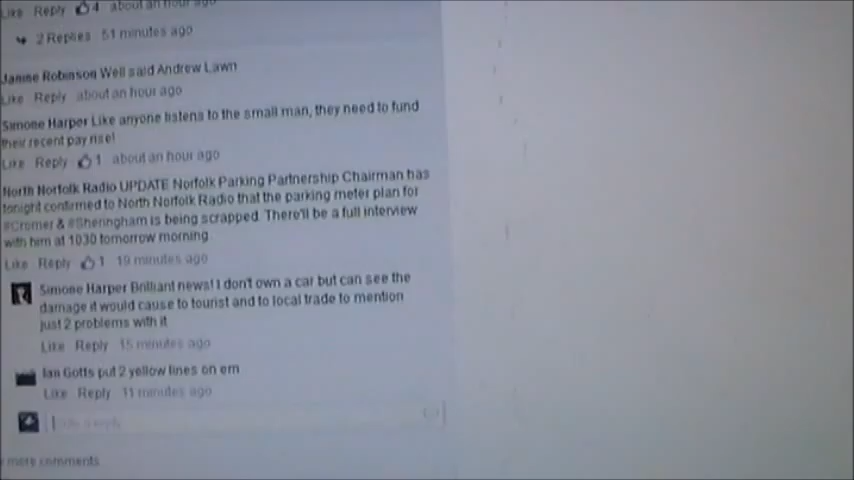 Like Reply 4 about an hour ago
2 Replies 51 minutes ago
Janine Robinson Well said Andrew Lawn
Like Reply about an hour ago
Simone Harper Like anyone listens to the small man, they need to fund
their recent pay rise!
Like Reply 1 about an hour ago
North Norfolk Radio UPDATE Norfolk Parking Partnership Chairman has
tonight confirmed to North Norfolk Radio that the parking meter plan for
#Cromer & #Sheringham is being scrapped. There'll be a full interview
with him at 1030 tomorrow morning
Like Reply 1 19 minutes ago
Simone Harper Brilliant news! I don't own a car but can see the
damage it would cause to tourist and to local trade to mention
just 2 problems with it
Like Reply 15 minutes ago
Ian Gotts put 2 yellow lines on em
Like Reply 11 minutes ago
a reply
more comments